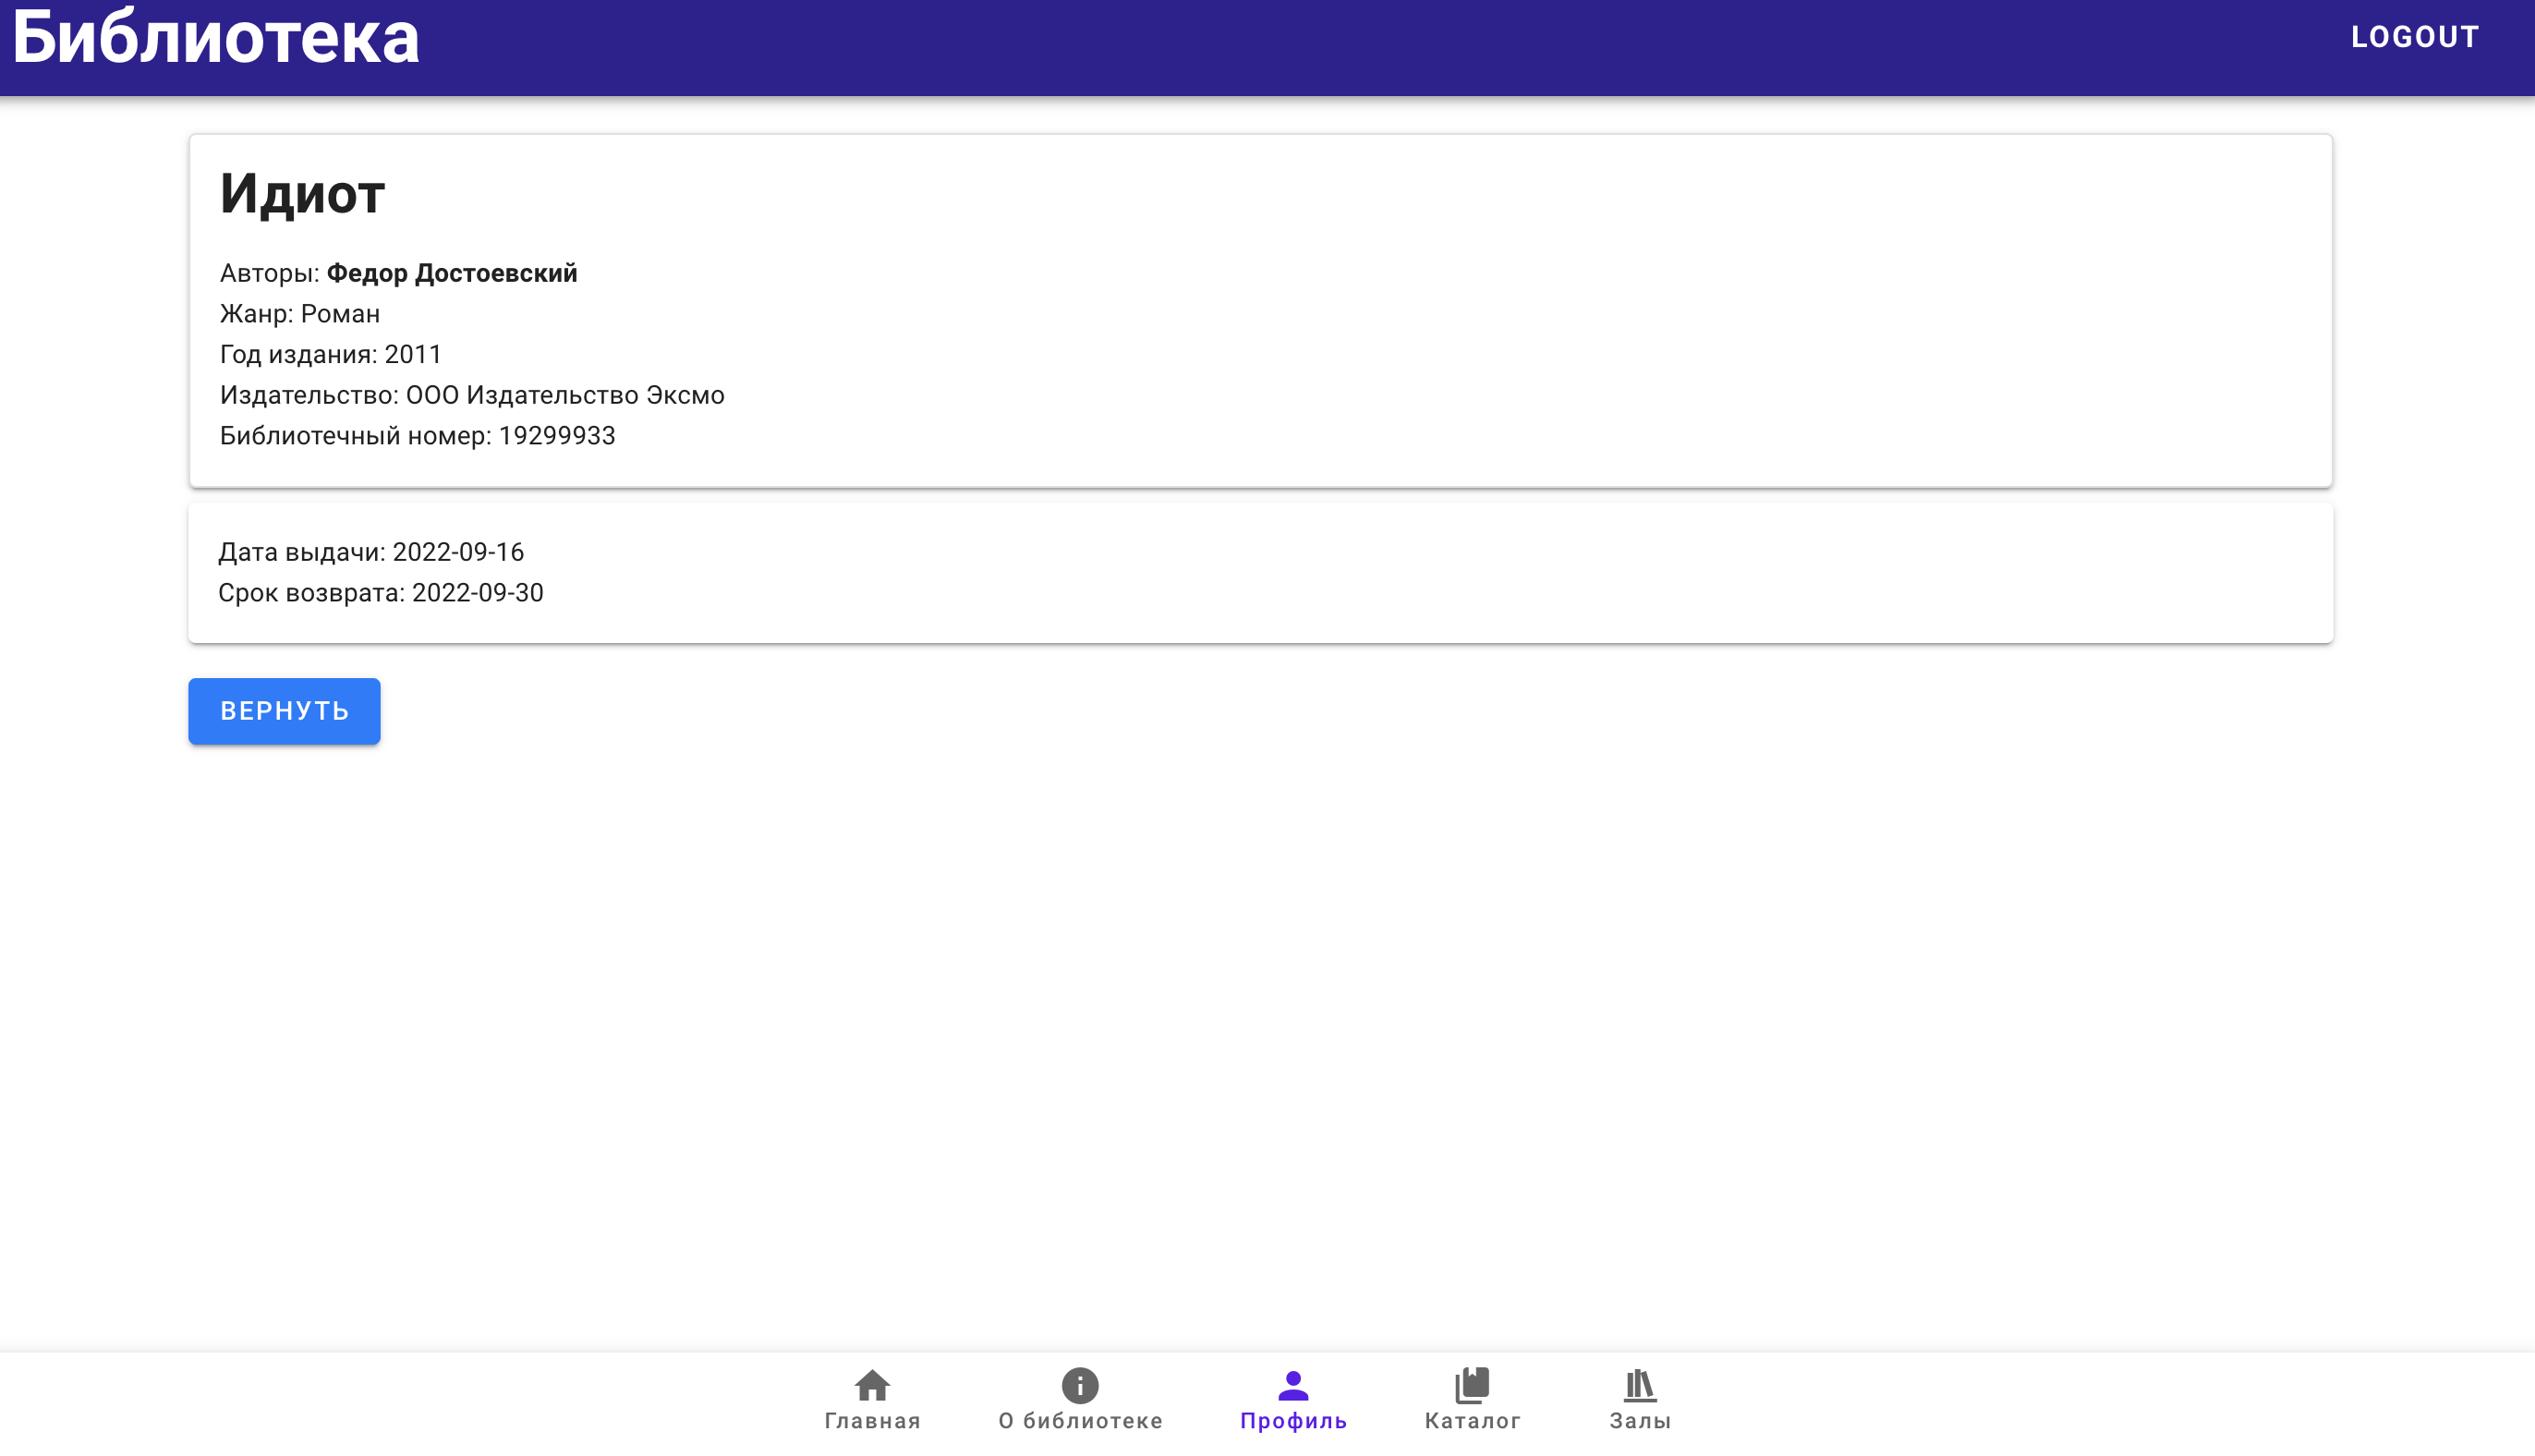 Библиотека
LOGOUT
Идиот
Авторы: Федор Достоевский
Жанр: Роман
Год издания: 2011
Издательство: ООО Издательство Эксмо
Библиотечный номер: 19299933
Дата выдачи: 2022-09-16
Срок возврата: 2022-09-30
ВЕРНУТЬ
Главная
О библиотеке
Профиль
Каталог
Залы